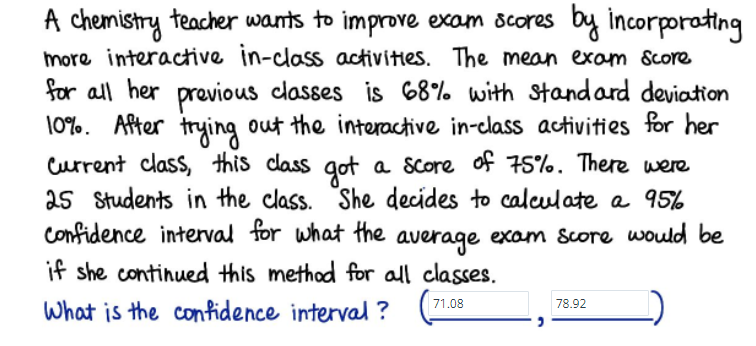 A chemistry teacher wants to improve exam scores by incorporating
more interactive in-class activities. The mean exam score
for all her previous classes is 68% with standard deviation
10%. After trying out the interactive in-class activities for her
current class, this class got a score of 75%. There were
25 students in the class. She decides to calculate a 95%
confidence interval for what the average exam score would be
if she continued this method for all classes.
What is the confidence interval? (71.08, 78.92)